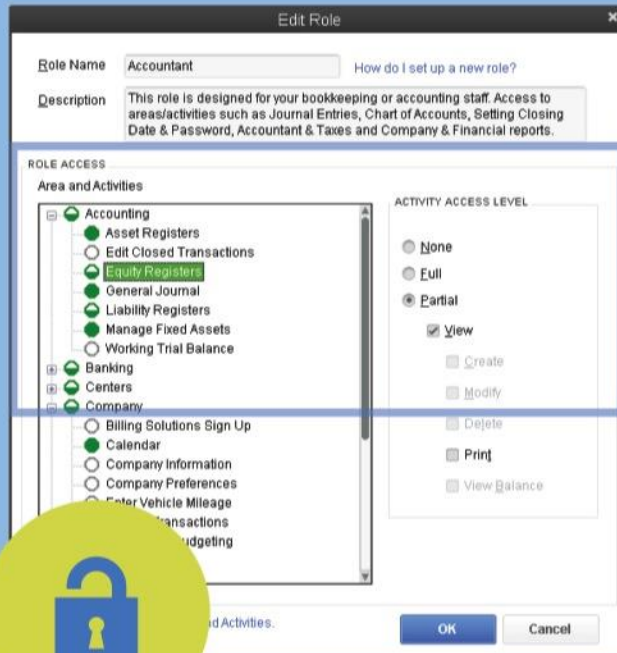 Edit Role
Role Name Accountant How do I set up a new role?
Description This role is designed for your bookkeeping or accounting staff. Access to
areas/activities such as Journal Entries, Chart of Accounts, Setting Closing
Date & Password, Accountant & Taxes and Company & Financial reports.
ROLE ACCESS
Area and Activities
Accounting
Asset Registers
Edit Closed Transactions
Equity Registers
General Journal
Liability Registers
Manage Fixed Assets
Working Trial Balance
Banking
Centers
Company
Billing Solutions Sign Up
Calendar
Company Information
Company Preferences
Vehicle Mileage
ACTIVITY ACCESS LEVEL
None
Full
Partial
View
Create
Modify
Delete
Print
View Balance
Activities.
OK Cancel